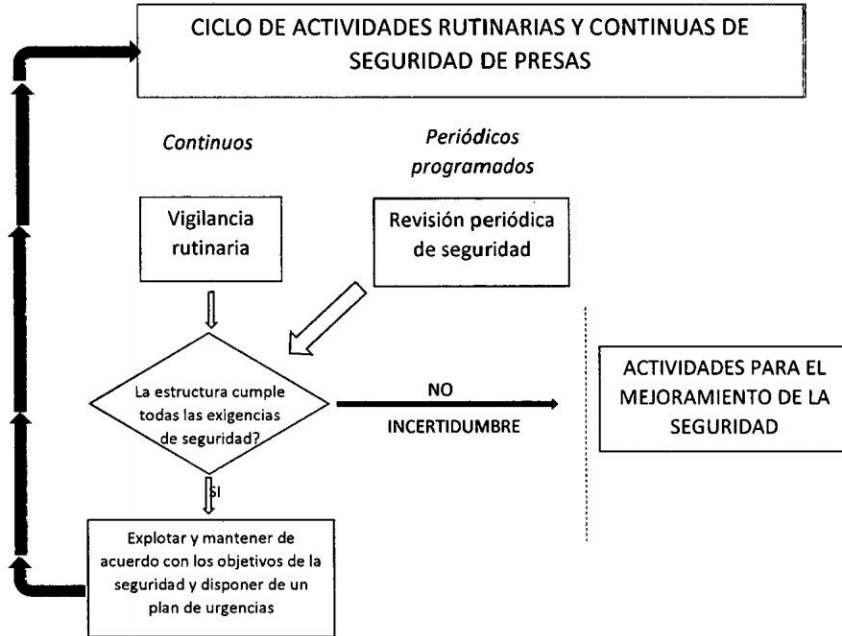 CICLO DE ACTIVIDADES RUTINARIAS Y CONTINUAS DE
SEGURIDAD DE PRESAS
Continuos
Periódicos
programados
Vigilancia
rutinaria
Revisión periódica
de seguridad
La estructura cumple
todas las exigencias
de seguridad?
NO
INCERTIDUMBRE
ACTIVIDADES PARA EL
MEJORAMIENTO DE LA
SEGURIDAD
SI
Explotar y mantener de
acuerdo con los objetivos de la
seguridad y disponer de un
plan de urgencias